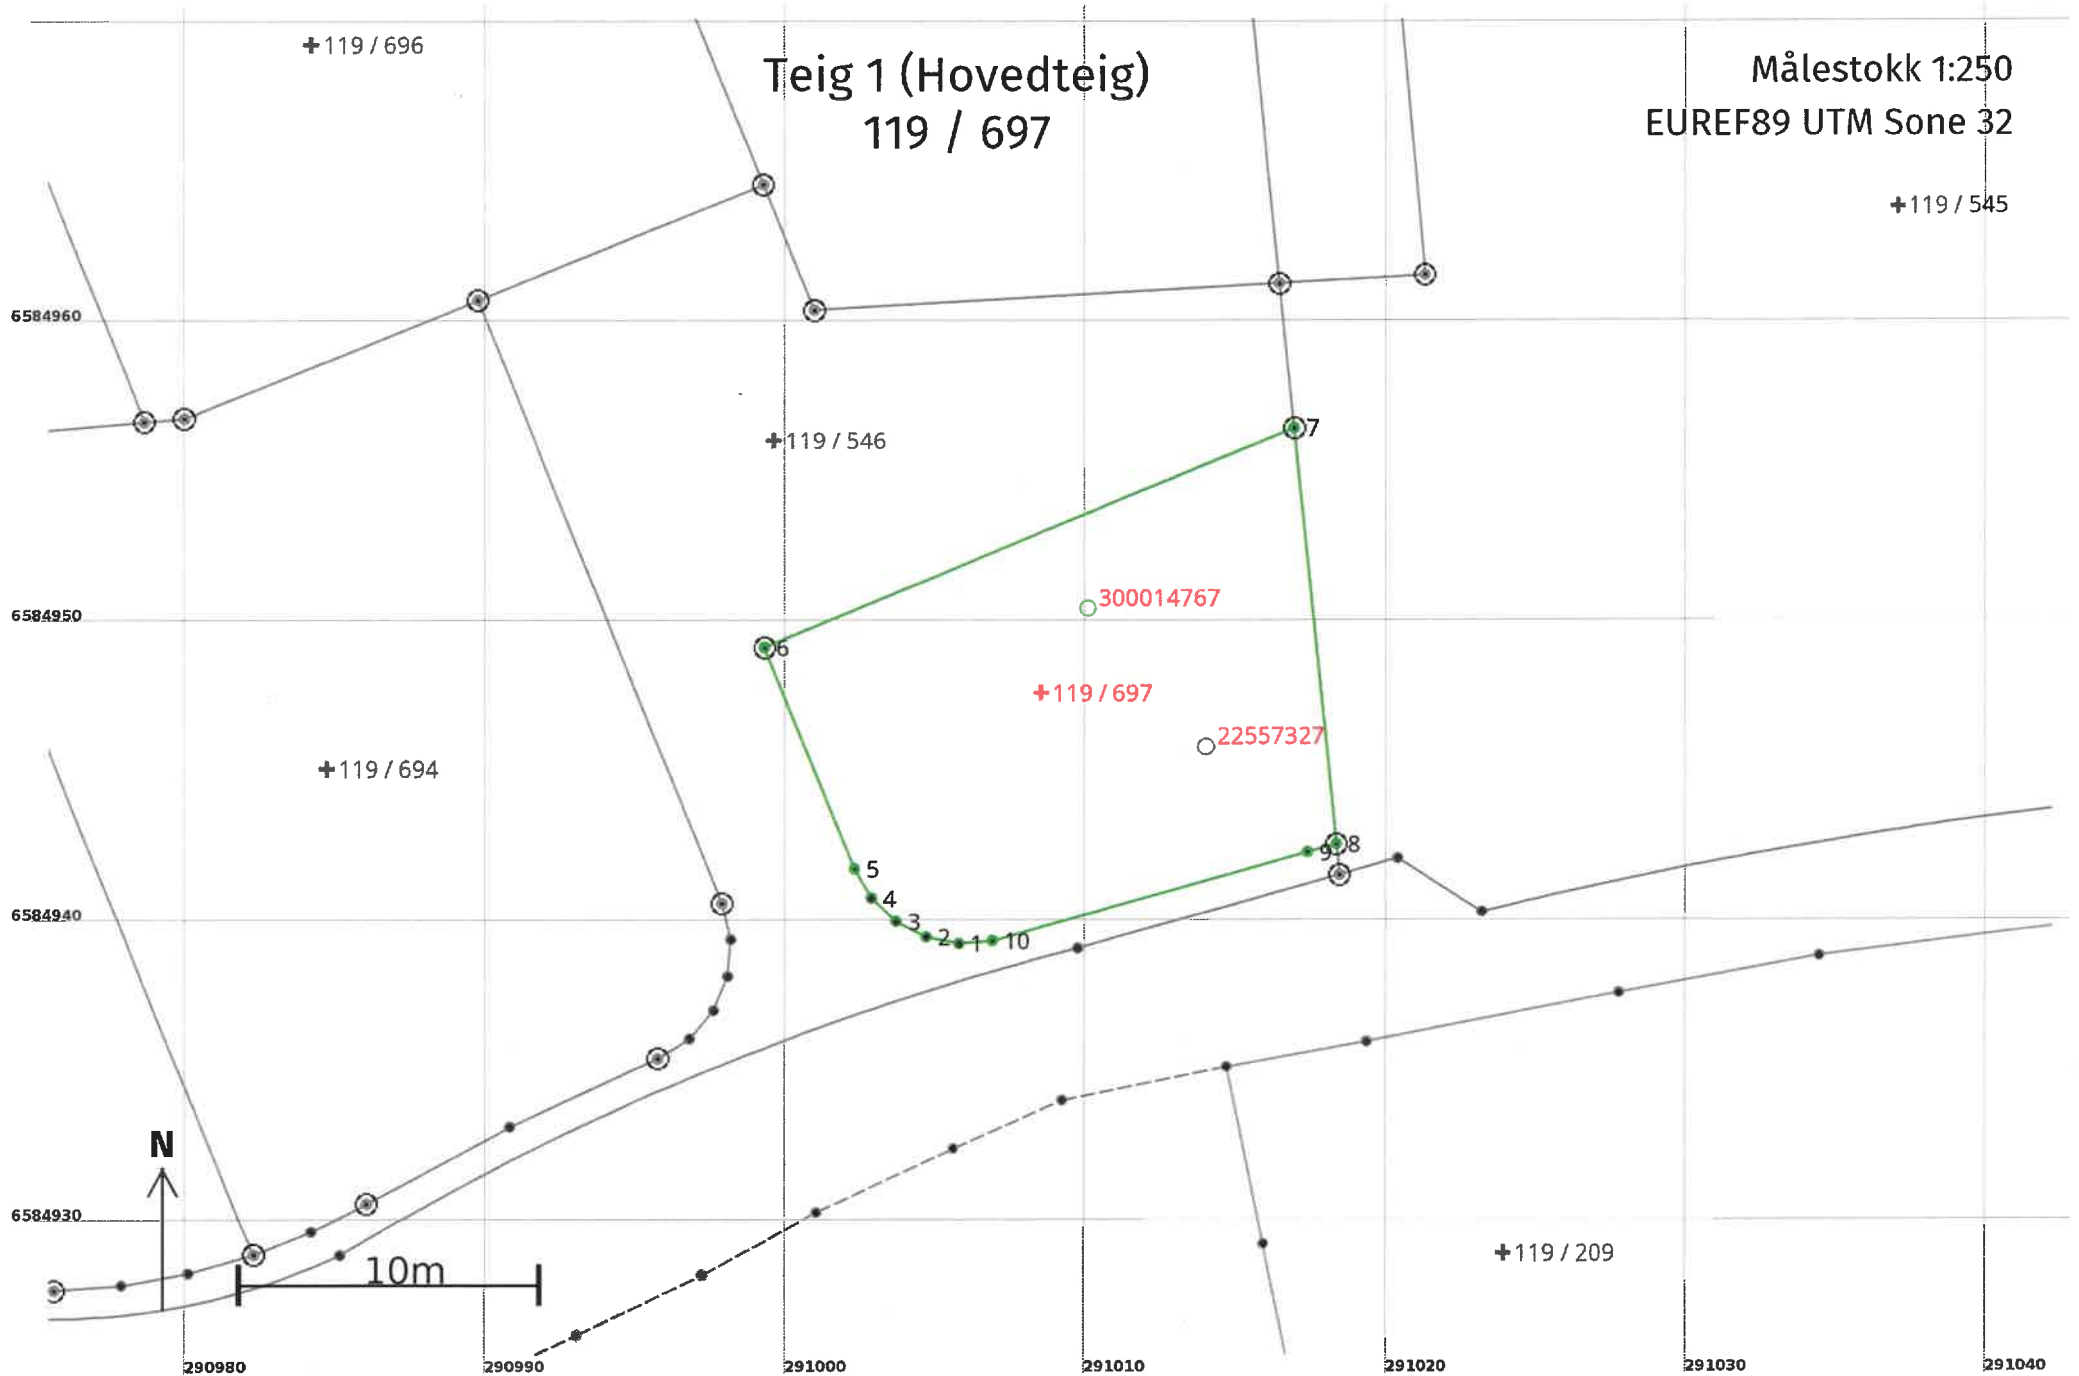 +119 / 696
Teig 1 (Hovedteig)
119 / 697
Målestokk 1:250
EUREF89 UTM Sone 32
+119 / 545
6584960
7
+119 / 546
300014767
6584950
6
+119 / 697
22557327
+119 / 694
8
9
5
4
6584940
3
2
1
10
N
6584930
+119 / 209
10m
290980
290990
291000
291010
291020
291030
291040